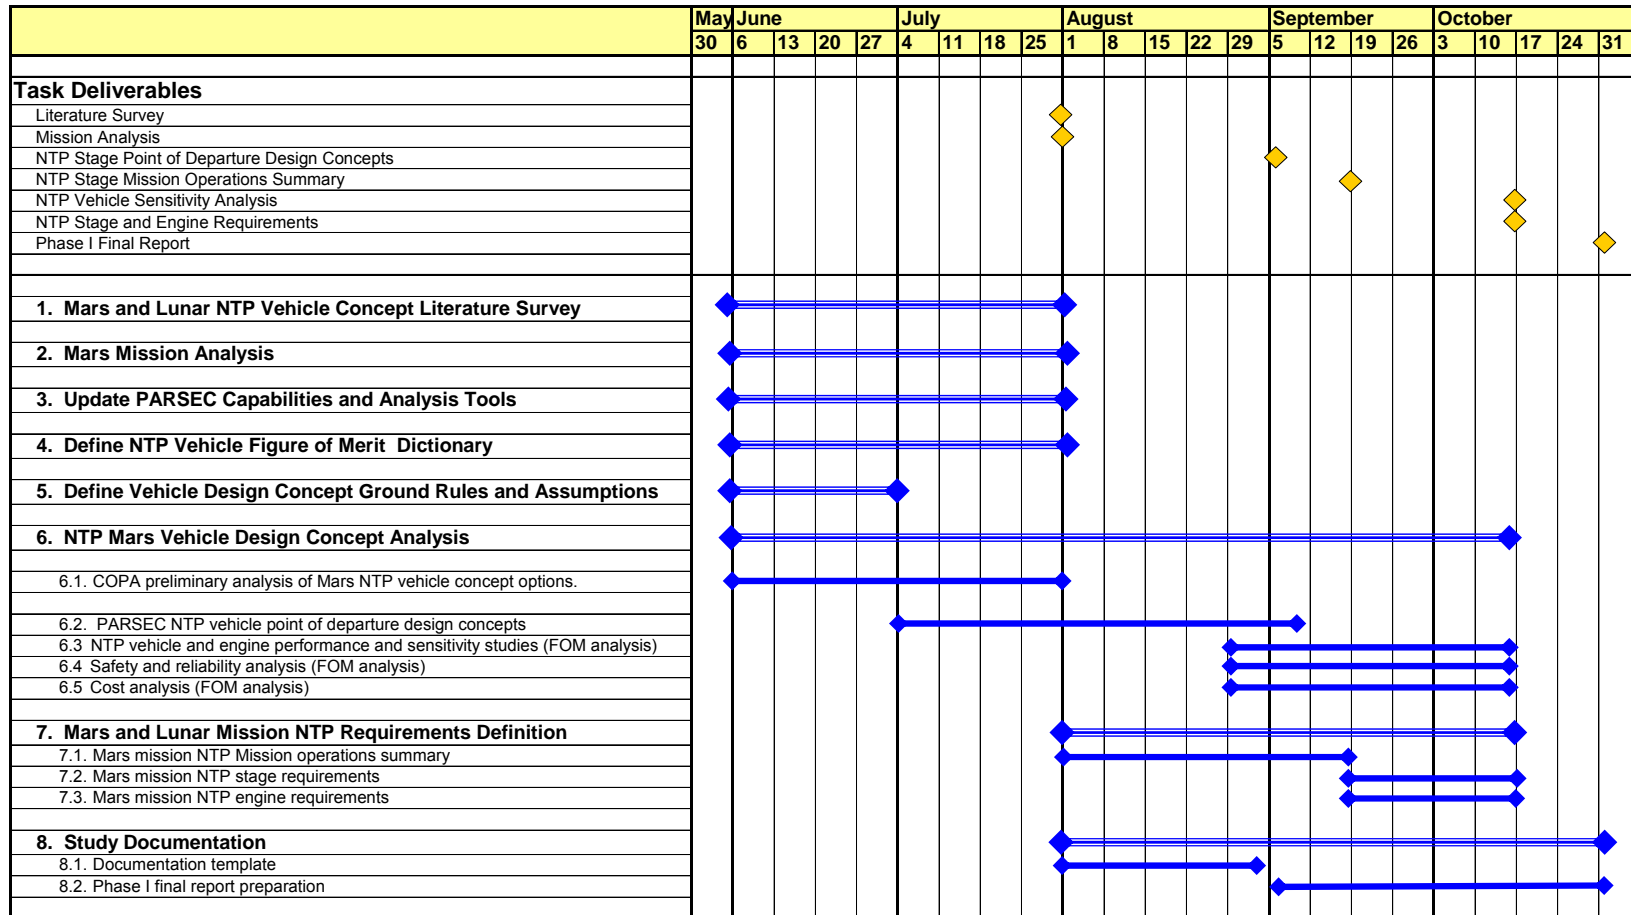 May June July August September October
30 6 13 20 27 4 11 18 25 1 8 15 22 29 5 12 19 26 3 10 17 24 31
Task Deliverables
Literature Survey
Mission Analysis
NTP Stage Point of Departure Design Concepts
NTP Stage Mission Operations Summary
NTP Vehicle Sensitivity Analysis
NTP Stage and Engine Requirements
Phase I Final Report
1. Mars and Lunar NTP Vehicle Concept Literature Survey
2. Mars Mission Analysis
3. Update PARSEC Capabilities and Analysis Tools
4. Define NTP Vehicle Figure of Merit Dictionary
5. Define Vehicle Design Concept Ground Rules and Assumptions
6. NTP Mars Vehicle Design Concept Analysis
6.1. COPA preliminary analysis of Mars NTP vehicle concept options.
6.2. PARSEC NTP vehicle point of departure design concepts
6.3 NTP vehicle and engine performance and sensitivity studies (FOM analysis)
6.4 Safety and reliability analysis (FOM analysis)
6.5 Cost analysis (FOM analysis)
7. Mars and Lunar Mission NTP Requirements Definition
7.1. Mars mission NTP Mission operations summary
7.2. Mars mission NTP stage requirements
7.3. Mars mission NTP engine requirements
8. Study Documentation
8.1. Documentation template
8.2. Phase I final report preparation